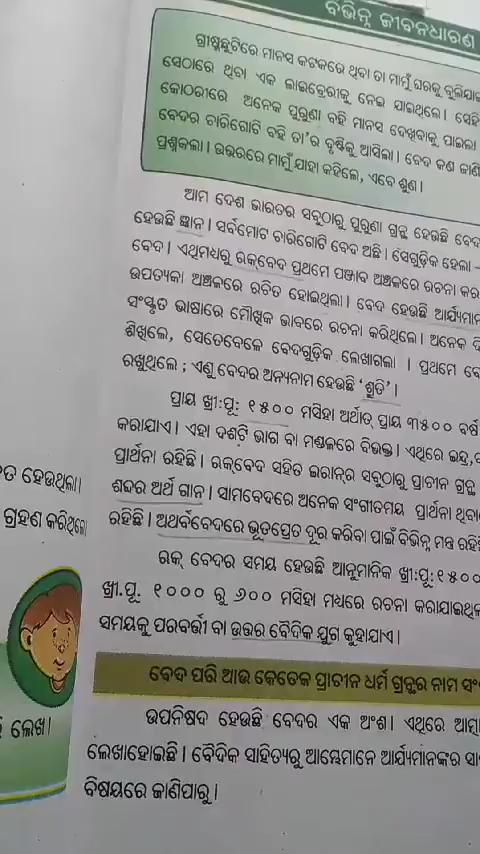 ବିଭିନ୍ନ ଜୀବନଧାରଣ
ଗ୍ରୀଷ୍ମଛୁଟିରେ ମାନସ କଟକରେ ଥିବା ତା ମାମୁଁ ଘରକୁ ବୁଲିଯାଇ
ସେଠାରେ ଥିବା ଏକ ଲାଇବ୍ରେରୀକୁ ନେଇ ଯାଇଥିଲେ। ସେହି
କୋଠରୀରେ ଅନେକ ପୁରୁଣା ବହି ମାନସ ଦେଖିବାକୁ ପାଇଲା
ବେଦର ଚାରିଗୋଟି ବହି ତା'ର ଦୃଷ୍ଟିକୁ ଆସିଲା। ବେଦ କଣ ଜାଣି
ପ୍ରଶ୍ନକଲା। ଉତ୍ତରରେ ମାମୁଁ ଯାହା କହିଲେ, ଏବେ ଶୁଣ।
ଆମ ଦେଶ ଭାରତର ସବୁଠାରୁ ପୁରୁଣା ଗ୍ରନ୍ଥ ହେଉଛି ବେଦ
ହେଉଛି ଜ୍ଞାନ। ସର୍ବମୋଟ ଚାରିଗୋଟି ବେଦ ଅଛି। ସେଗୁଡ଼ିକ ହେଲା –
ବେଦ। ଏଥିମଧ୍ୟରୁ ଋକ୍‌ବେଦ ପ୍ରଥମେ ପଞ୍ଜାବ ଅଞ୍ଚଳରେ ରଚନା କରା
ଉପତ୍ୟକା ଅଞ୍ଚଳରେ ରଚିତ ହୋଇଥିଲା। ବେଦ ହେଉଛି ଆର୍ଯ୍ୟମାନ
ସଂସ୍କୃତ ଭାଷାରେ ମୌଖିକ ଭାବରେ ରଚନା କରିଥିଲେ। ଅନେକ ଦି
ଶିଖିଲେ, ସେତେବେଳେ ବେଦଗୁଡ଼ିକ ଲେଖାଗଲା । ପ୍ରଥମେ ବେ
ରଖୁଥିଲେ ; ଏଣୁ ବେଦର ଅନ୍ୟନାମ ହେଉଛି 'ଶ୍ରୁତି'।
ପ୍ରାୟ ଖ୍ରୀ:ପୂ: ୧୫୦୦ ମସିହା ଅର୍ଥାତ୍ ପ୍ରାୟ ୩୫୦୦ ବର୍ଷ
କରାଯାଏ। ଏହା ଦଶଟି ଭାଗ ବା ମଣ୍ଡଳରେ ବିଭକ୍ତ। ଏଥିରେ ଇନ୍ଦ୍ର,
ପ୍ରାର୍ଥନା ରହିଛି। ଋକ୍‌ବେଦ ସହିତ ଇରାନ୍‌ର ସବୁଠାରୁ ପ୍ରାଚୀନ ଗ୍ରନ୍ଥ
ଶବ୍ଦର ଅର୍ଥ ଗାନ। ସାମବେଦରେ ଅନେକ ସଂଗୀତମୟ ପ୍ରାର୍ଥନା ଥିବା
ରହିଛି। ଅଥର୍ବବେଦରେ ଭୂତପ୍ରେତ ଦୂର କରିବା ପାଇଁ ବିଭିନ୍ନ ମନ୍ତ୍ର ରହିଛି
ଋକ୍ ବେଦର ସମୟ ହେଉଛି ଆନୁମାନିକ ଖ୍ରୀ:ପୂ:୧୫୦୦
ଖ୍ରୀ.ପୂ. ୧୦୦୦ ରୁ ୬୦୦ ମସିହା ମଧ୍ୟରେ ରଚନା କରାଯାଇଥିଲ
ସମୟକୁ ପରବର୍ତ୍ତୀ ବା ଉତ୍ତର ବୈଦିକ ଯୁଗ କୁହାଯାଏ।
ବେଦ ପରି ଆଉ କେତେକ ପ୍ରାଚୀନ ଧର୍ମ ଗ୍ରନ୍ଥର ନାମ ସଂ
ଉପନିଷଦ ହେଉଛି ବେଦର ଏକ ଅଂଶ। ଏଥିରେ ଆତ୍ମା
ଲେଖାହୋଇଛି। ବୈଦିକ ସାହିତ୍ୟରୁ ଆମ୍ଭେମାନେ ଆର୍ଯ୍ୟମାନଙ୍କର ସା
ବିଷୟରେ ଜାଣିପାରୁ।
ତ ହେଉଥିଲା।
ଗ୍ରହଣ କରିଥିଲେ
ଲେଖ।